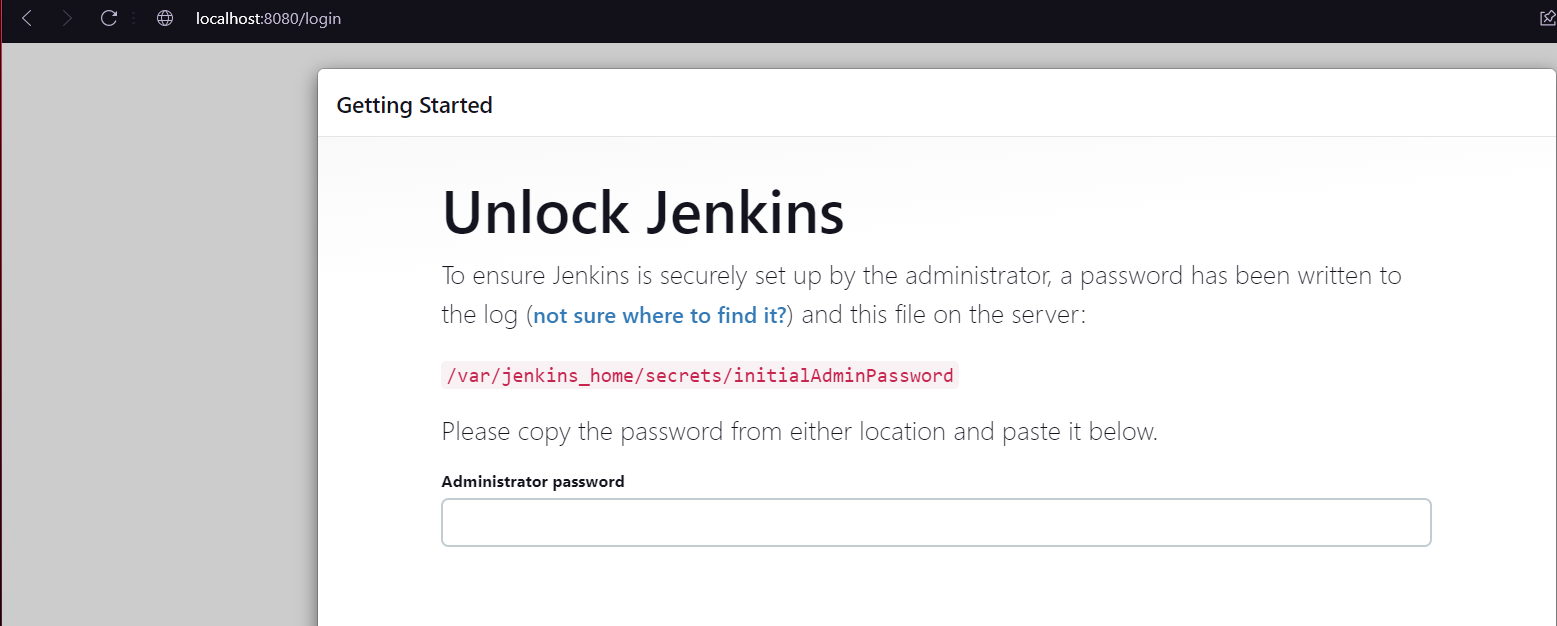 localhost:8080/login
Getting Started
Unlock Jenkins
To ensure Jenkins is securely set up by the administrator, a password has been written to
the log (not sure where to find it?) and this file on the server:
/var/jenkins_home/secrets/initialAdminPassword
Please copy the password from either location and paste it below.
Administrator password